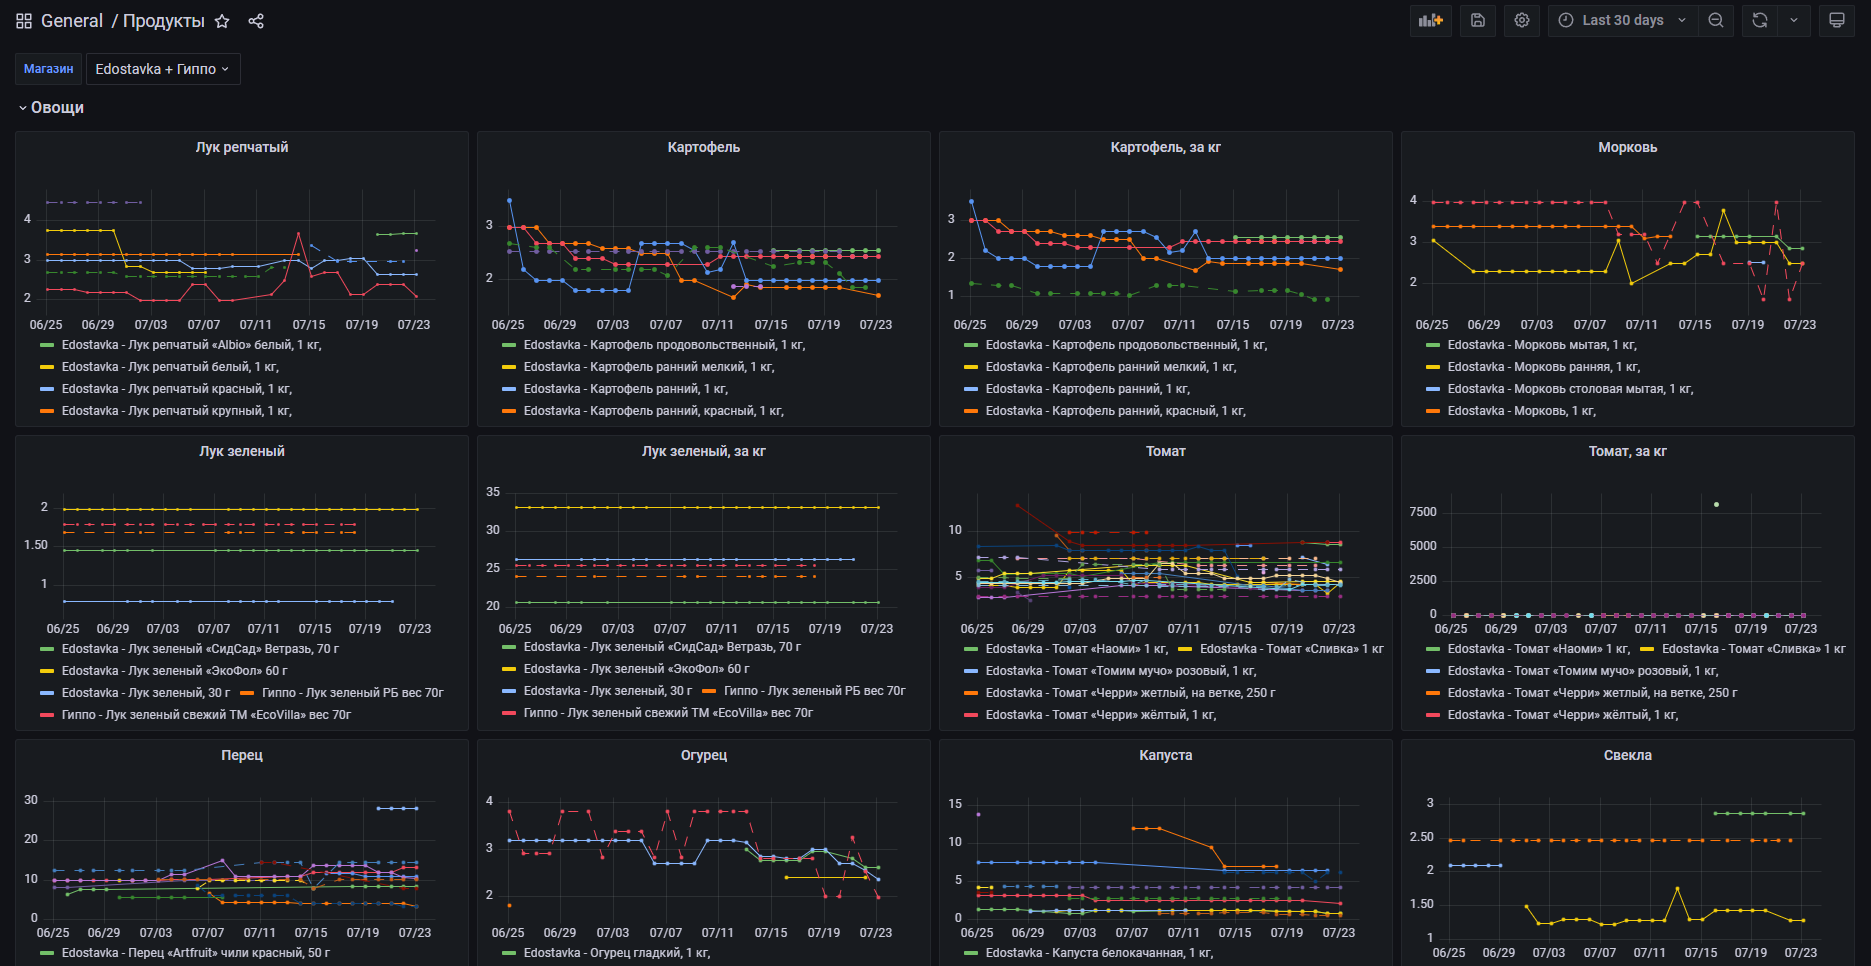 General / Продукты
Last 30 days
Магазин Edostavka + Гиппо
Овощи
Лук репчатый
4
3
2
06/25 06/29 07/03 07/07 07/11 07/15 07/19 07/23
Edostavka - Лук репчатый «Albio» белый, 1 кг,
Edostavka - Лук репчатый белый, 1 кг,
Edostavka - Лук репчатый красный, 1 кг,
Edostavka - Лук репчатый крупный, 1 кг,
Картофель
3
2
06/25 06/29 07/03 07/07 07/11 07/15 07/19 07/23
Edostavka - Картофель продовольственный, 1 кг,
Edostavka - Картофель ранний мелкий, 1 кг,
Edostavka - Картофель ранний, 1 кг,
Edostavka - Картофель ранний, красный, 1 кг,
Картофель, за кг
3
2
1
06/25 06/29 07/03 07/07 07/11 07/15 07/19 07/23
Edostavka - Картофель продовольственный, 1 кг,
Edostavka - Картофель ранний мелкий, 1 кг,
Edostavka - Картофель ранний, 1 кг,
Edostavka - Картофель ранний, красный, 1 кг,
Морковь
4
3
2
06/25 06/29 07/03 07/07 07/11 07/15 07/19 07/23
Edostavka - Морковь мытая, 1 кг,
Edostavka - Морковь ранняя, 1 кг,
Edostavka - Морковь столовая мытая, 1 кг,
Edostavka - Морковь, 1 кг,
Лук зеленый
2
1.50
1
06/25 06/29 07/03 07/07 07/11 07/15 07/19 07/23
Edostavka - Лук зеленый «СидСад» Ветразь, 70 г
Edostavka - Лук зеленый «ЭкоФол» 60 г
Edostavka - Лук зеленый, 30 г Гиппо - Лук зеленый РБ вес 70г
Гиппо - Лук зеленый свежий ТМ «EcoVilla» вес 70г
Лук зеленый, за кг
35
30
25
20
06/25 06/29 07/03 07/07 07/11 07/15 07/19 07/23
Edostavka - Лук зеленый «СидСад» Ветразь, 70 г
Edostavka - Лук зеленый «ЭкоФол» 60 г
Edostavka - Лук зеленый, 30 г Гиппо - Лук зеленый РБ вес 70г
Гиппо - Лук зеленый свежий ТМ «EcoVilla» вес 70г
Томат
10
5
06/25 06/29 07/03 07/07 07/11 07/15 07/19 07/23
Edostavka - Томат «Наоми» 1 кг, Edostavka - Томат «Сливка» 1 кг
Edostavka - Томат «Томим мучо» розовый, 1 кг,
Edostavka - Томат «Черри» жетлый, на ветке, 250 г
Edostavka - Томат «Черри» жёлтый, 1 кг,
Томат, за кг
7500
5000
2500
0
06/25 06/29 07/03 07/07 07/11 07/15 07/19 07/23
Edostavka - Томат «Наоми» 1 кг, Edostavka - Томат «Сливка» 1 кг
Edostavka - Томат «Томим мучо» розовый, 1 кг,
Edostavka - Томат «Черри» жетлый, на ветке, 250 г
Edostavka - Томат «Черри» жёлтый, 1 кг,
Перец
30
20
10
0
06/25 06/29 07/03 07/07 07/11 07/15 07/19 07/23
Edostavka - Перец «Artfruit» чили красный, 50 г
Огурец
4
3
2
06/25 06/29 07/03 07/07 07/11 07/15 07/19 07/23
Edostavka - Огурец гладкий, 1 кг,
Капуста
15
10
5
0
06/25 06/29 07/03 07/07 07/11 07/15 07/19 07/23
Edostavka - Капуста белокачанная, 1 кг,
Свекла
3
2.50
2
1.50
1
06/25 06/29 07/03 07/07 07/11 07/15 07/19 07/23